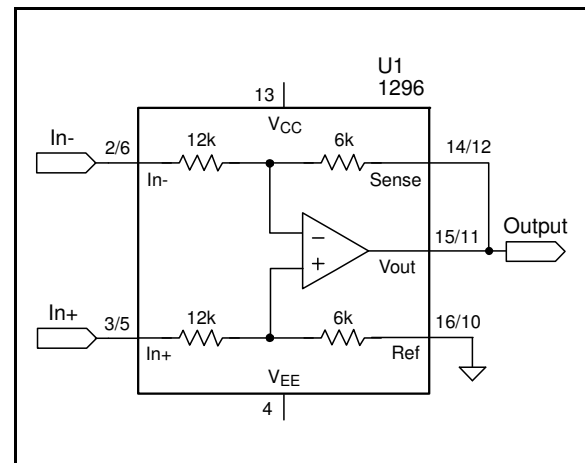 U1
1296
13
VCC
In-
2/6
12k
6k
14/12
In-
Sense
Output
15/11
−
+
Vout
In+
3/5
12k
6k
16/10
In+
Ref
VEE
4